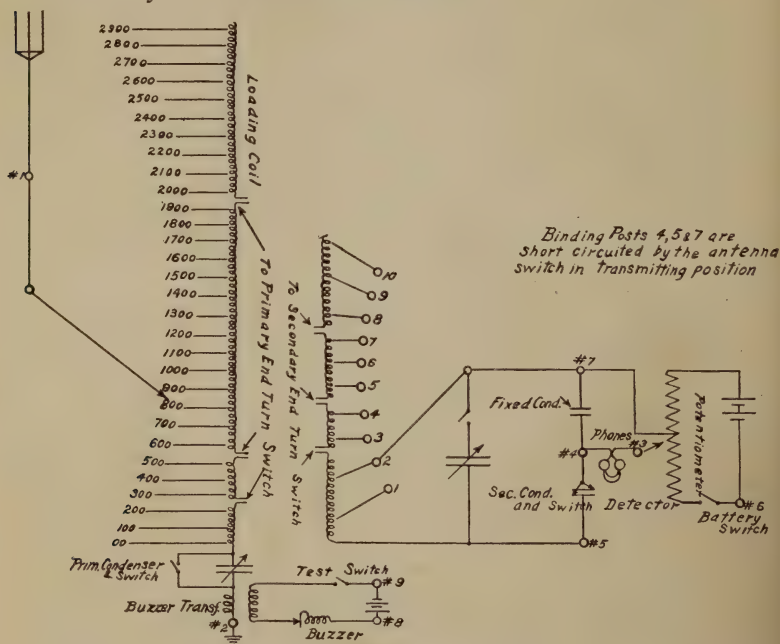 2900
2800
2700
2600
2500
2400
2300
2200
2100
2000
1900
1800
1700
1600
1500
1400
1300
1200
1100
1000
900
800
700
600
500
400
300
200
100
00
#1
Loading Coil
To Primary End Turn Switch
To Secondary End Turn Switch
10
9
8
7
6
5
4
3
2
1
Binding Posts 4,5&7 are
short circuited by the antenna
switch in transmitting position
#7
Fixed Cond.
Phones
#4
#3
Sec. Cond.
and Switch
Detector
Potentiometer
#6
Battery
Switch
#5
Prim. Condenser
& Switch
Buzzer Transf.
#2
Test Switch
#9
#8
Buzzer